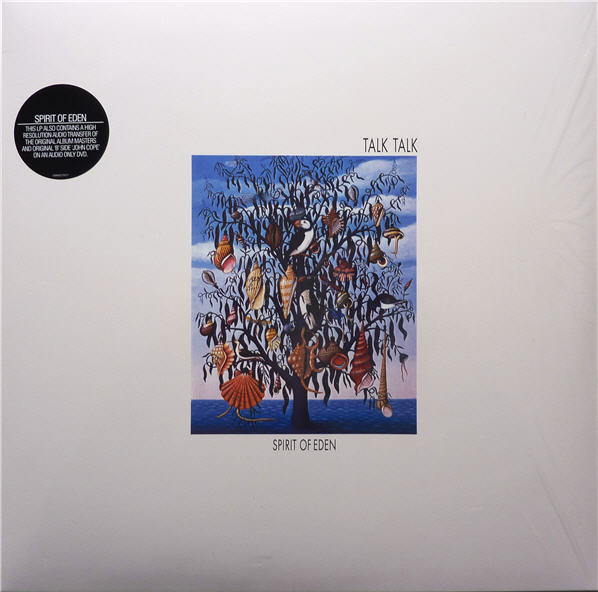 SPIRIT OF EDEN
THIS LP ALSO CONTAINS A HIGH
RESOLUTION AUDIO TRANSFER OF
THE ORIGINAL ALBUM MASTERS
AND ORIGINAL 'B' SIDE 'JOHN COPE'
ON AN AUDIO ONLY DVD.
TALK TALK
SPIRIT OF EDEN